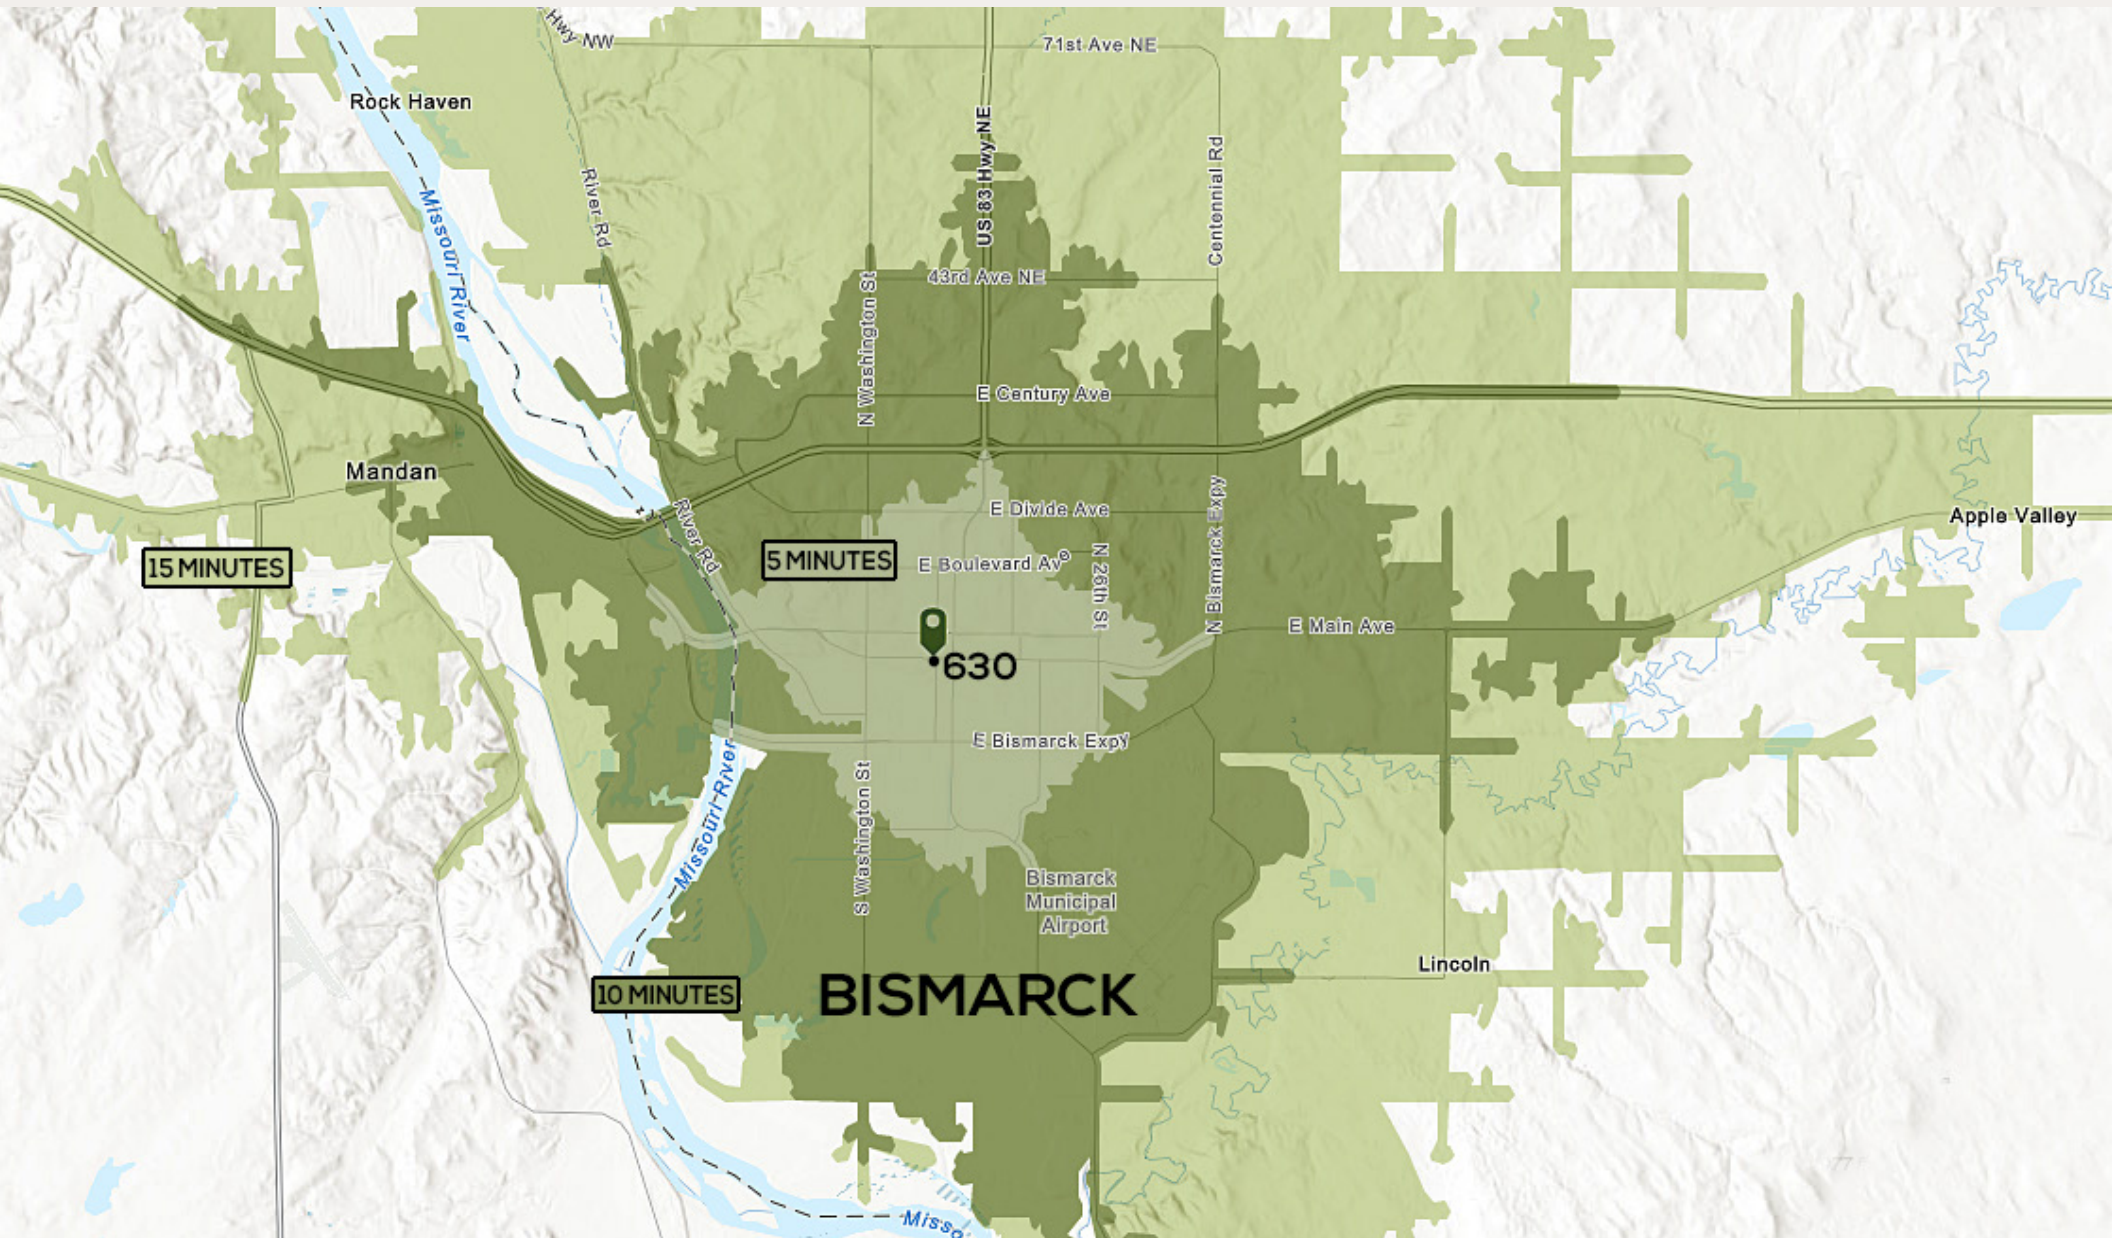 Hwy NW
71st Ave NE
Rock Haven
US 83 Hwy NE
Centennial Rd
River Rd
Missouri River
43rd Ave NE
N Washington St
E Century Ave
Mandan
E Divide Ave
N Bismarck Expy
River Rd
Apple Valley
15 MINUTES
5 MINUTES
E Boulevard Av
N 26th St
E Main Ave
630
E Bismarck Expy
Missouri River
S Washington St
Bismarck
Municipal
Airport
Lincoln
10 MINUTES
BISMARCK
Misso